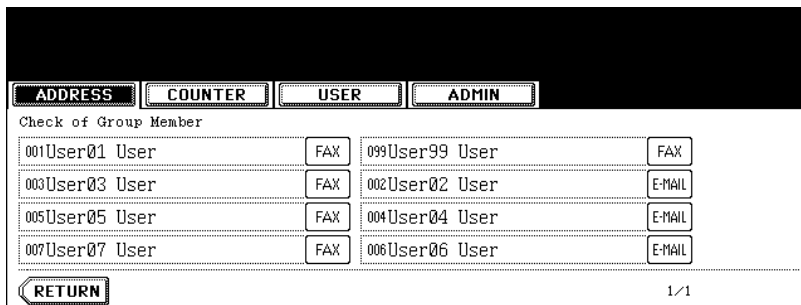 ADDRESS COUNTER USER ADMIN
Check of Group Member
001User01 User FAX 099User99 User FAX
003User03 User FAX 002User02 User E-MAIL
005User05 User FAX 004User04 User E-MAIL
007User07 User FAX 006User06 User E-MAIL
RETURN 1/1